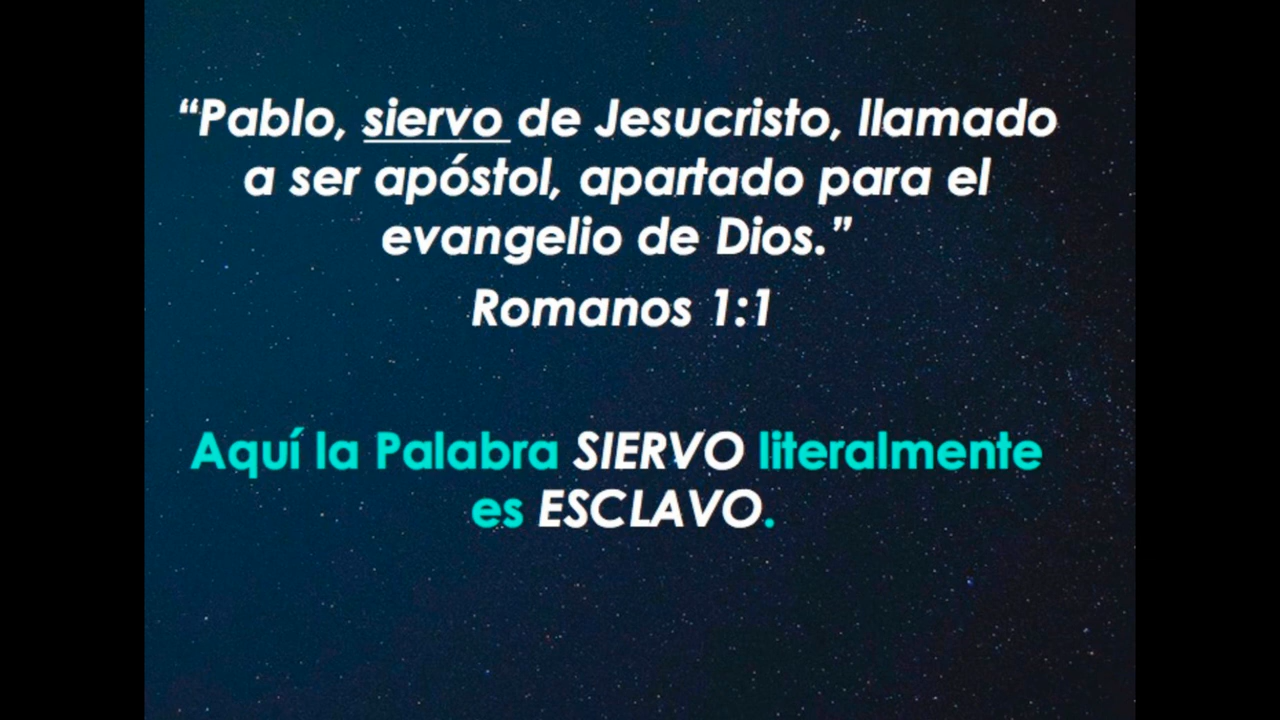 “Pablo, siervo de Jesucristo, llamado
a ser apóstol, apartado para el
evangelio de Dios.”
Romanos 1:1
Aquí la Palabra SIERVO literalmente
es ESCLAVO.